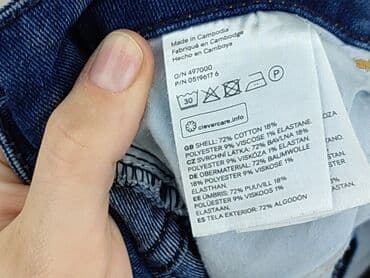 Made in Cambodia
Fabriqué en Cambodge
Hecho en Camboya
O/N 497000
P/N 0519617 6
30
P
clevercare.info
GB SHELL: 72% COTTON 18%
POLYESTER 9% VISCOSE 1% ELASTANE
CZ SVRCHNÍ LÁTKA: 72% BAVLNA 18%
POLYESTER 9% VISKÓZA 1% ELASTAN
DE OBERMATERIAL: 72% BAUMWOLLE
18% POLYESTER 9% VISKOSE 1%
ELASTHAN
EE ÜMBRIS: 72% PUUVILL 18%
POLÜESTER 9% VISKOOS 1%
ELASTAAN
ES TELA EXTERIOR: 72% ALGODÓN